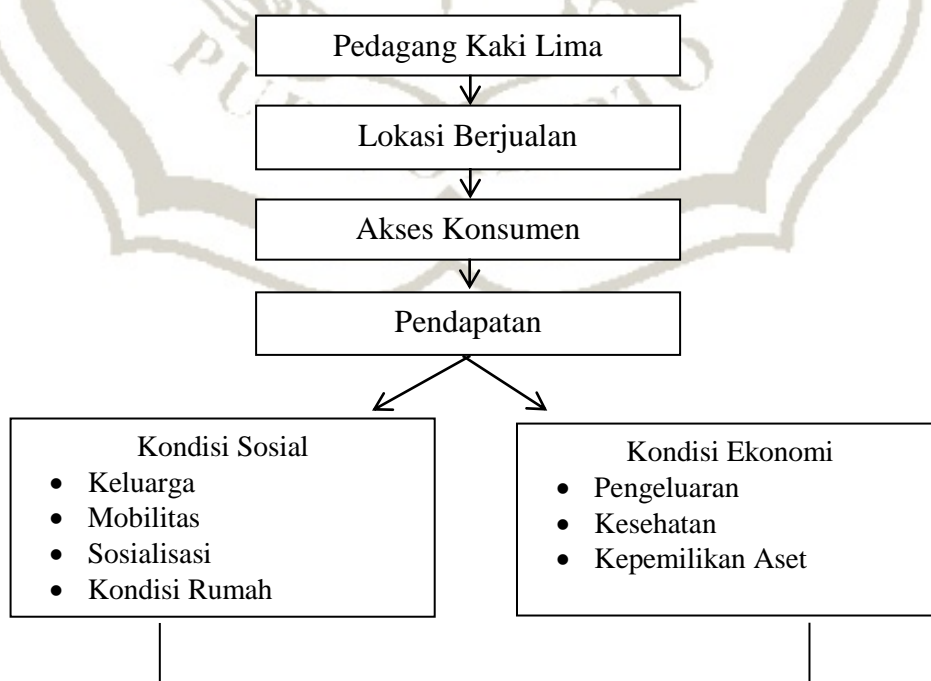 Pedagang Kaki Lima
Lokasi Berjualan
Akses Konsumen
Pendapatan
Kondisi Sosial
• Keluarga
• Mobilitas
• Sosialisasi
• Kondisi Rumah
Kondisi Ekonomi
• Pengeluaran
• Kesehatan
• Kepemilikan Aset